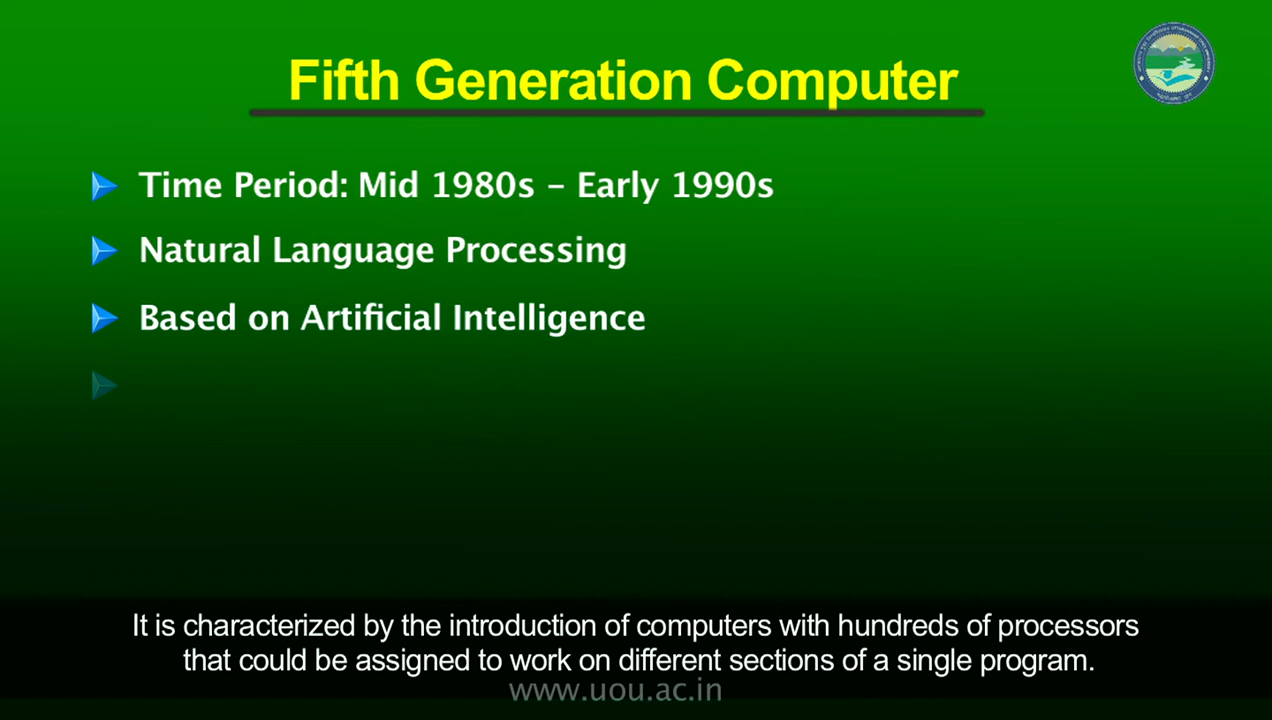 Fifth Generation Computer
Time Period: Mid 1980s – Early 1990s
Natural Language Processing
Based on Artificial Intelligence
It is characterized by the introduction of computers with hundreds of processors
that could be assigned to work on different sections of a single program.
www.uou.ac.in